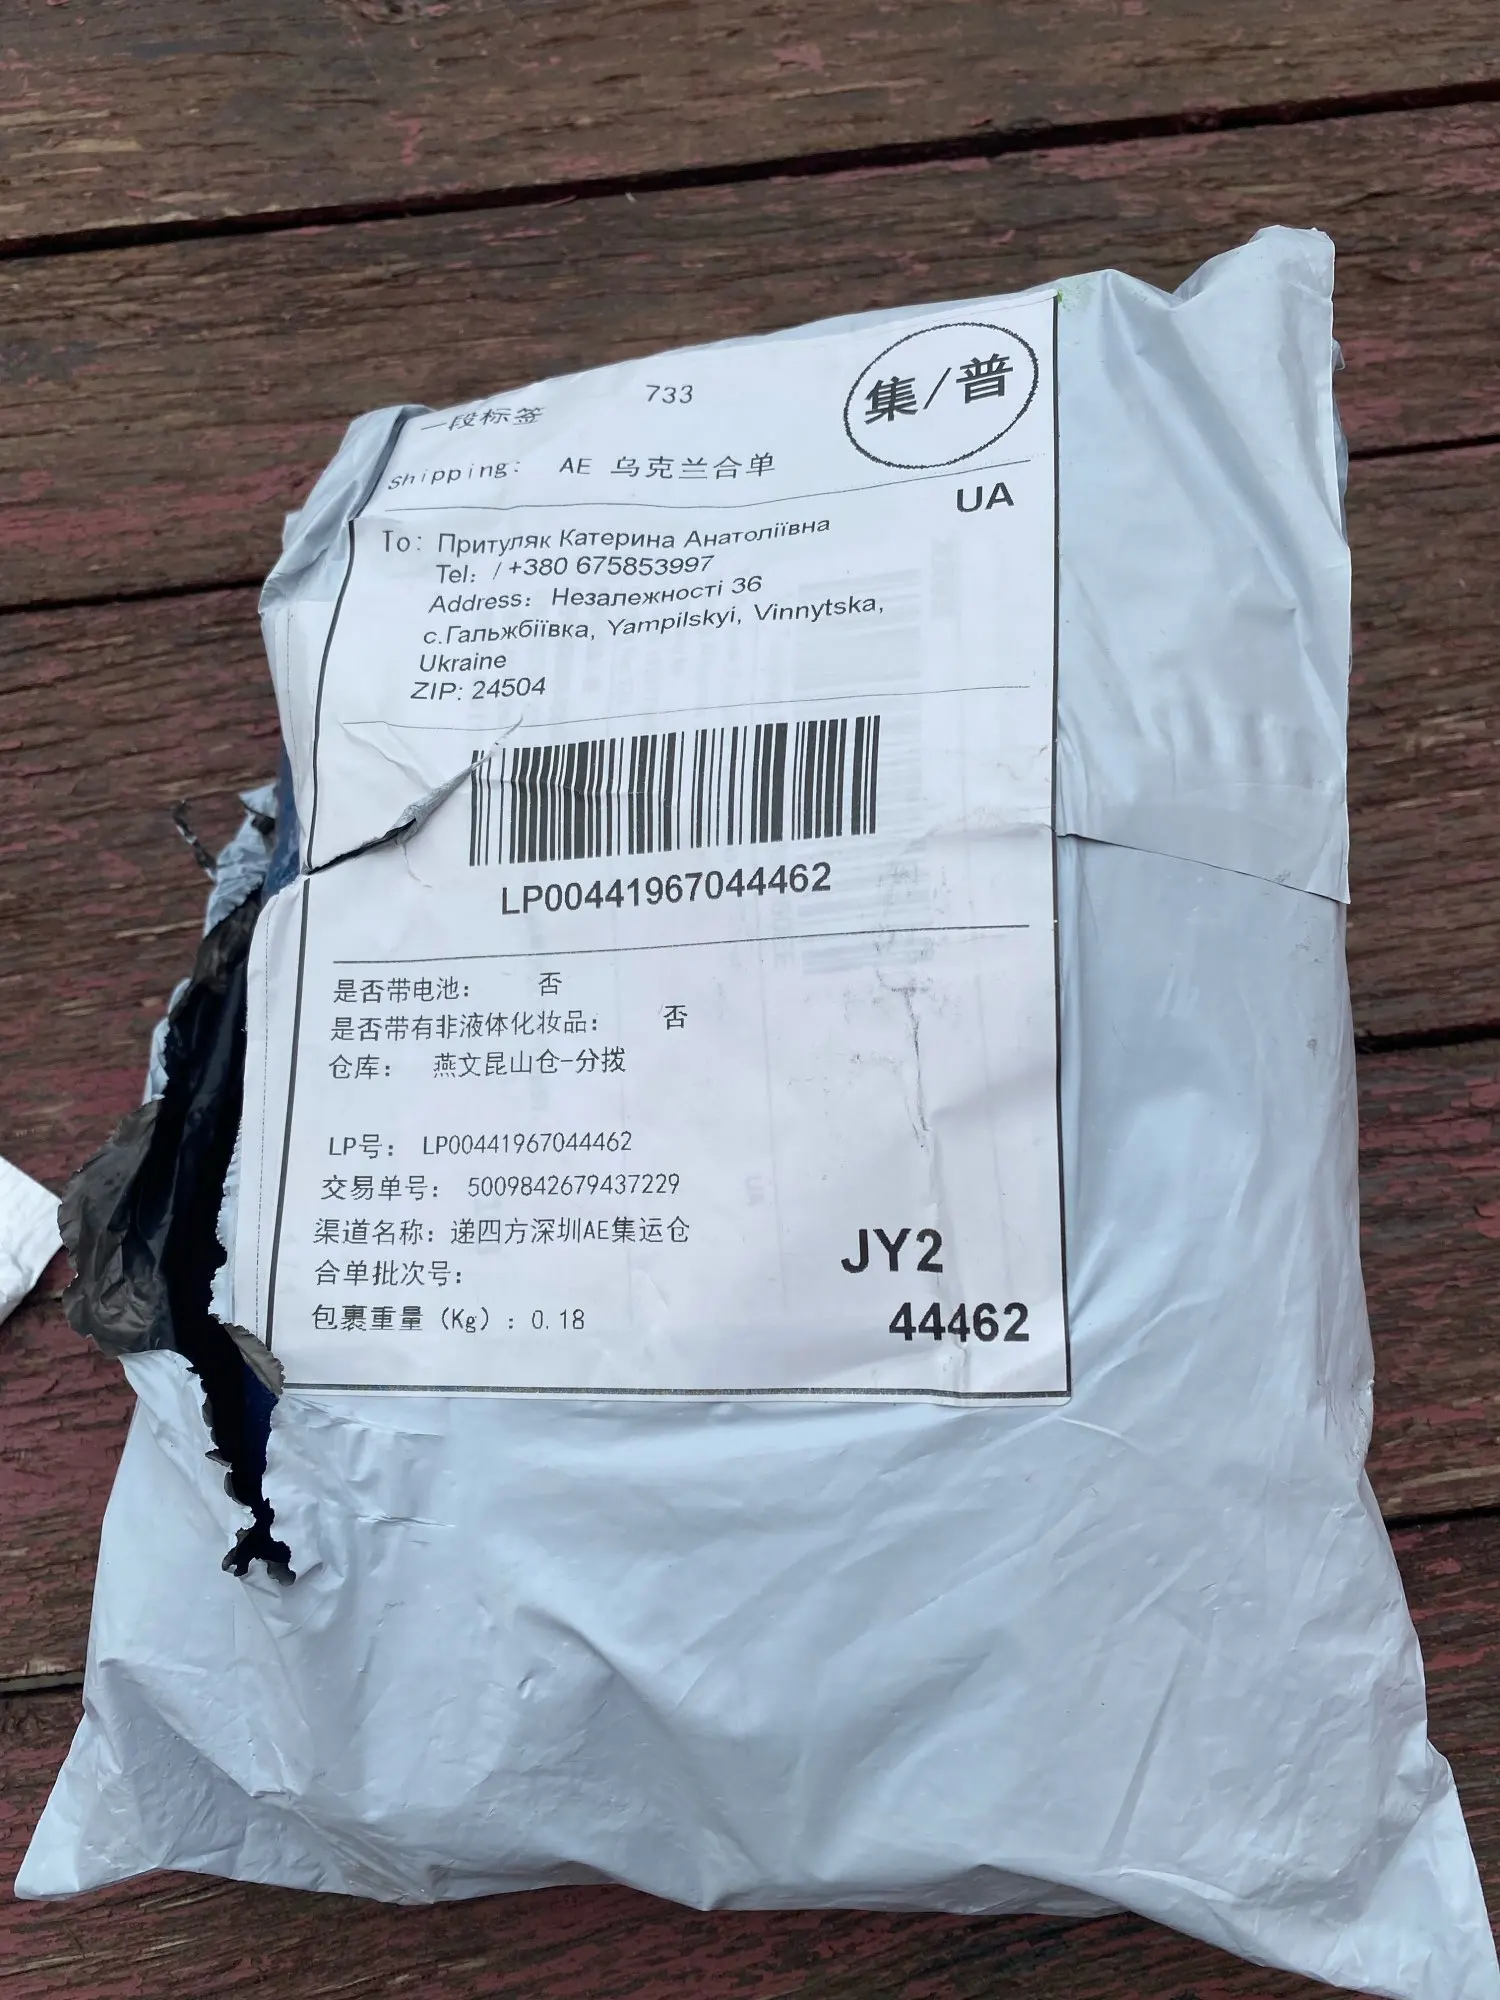 733
集/普
一段标签
Shipping: AE 乌克兰合单
UA
To: Притуляк Катерина Анатоліївна
Tel: / +380 675853997
Address: Незалежності 36
с.Гальжбіївка, Yampilskyi, Vinnytska,
Ukraine
ZIP: 24504
LP00441967044462
是否带电池: 否
是否带有非液体化妆品: 否
仓库: 燕文昆山仓-分拨
LP号: LP00441967044462
交易单号: 5009842679437229
渠道名称: 递四方深圳AE集运仓
合单批次号:
包裹重量 (Kg) : 0.18
JY2
44462